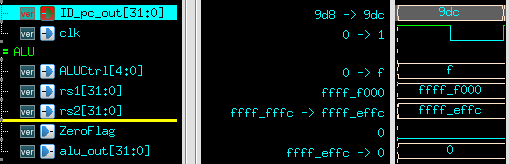 ver ID_pc_out[31:0] 9d8 -> 9dc 9dc
ver clk 0 -> 1
= ALU
ver ALUCtrl[4:0] 0 -> f f
ver rs1[31:0] ffff_f000 ffff_f000
ver rs2[31:0] ffff_fffc -> ffff_effc ffff_effc
ver ZeroFlag 0
ver alu_out[31:0] ffff_effc -> 0 0